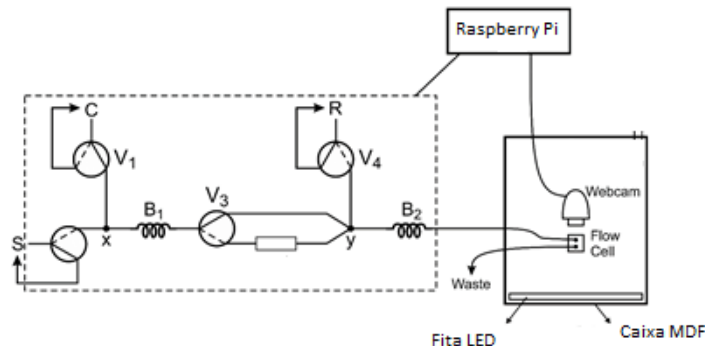 Raspberry Pi
C
R
V1
V4
V3
B1
B2
S
x
y
Webcam
Flow
Cell
Waste
Fita LED
Caixa MDF